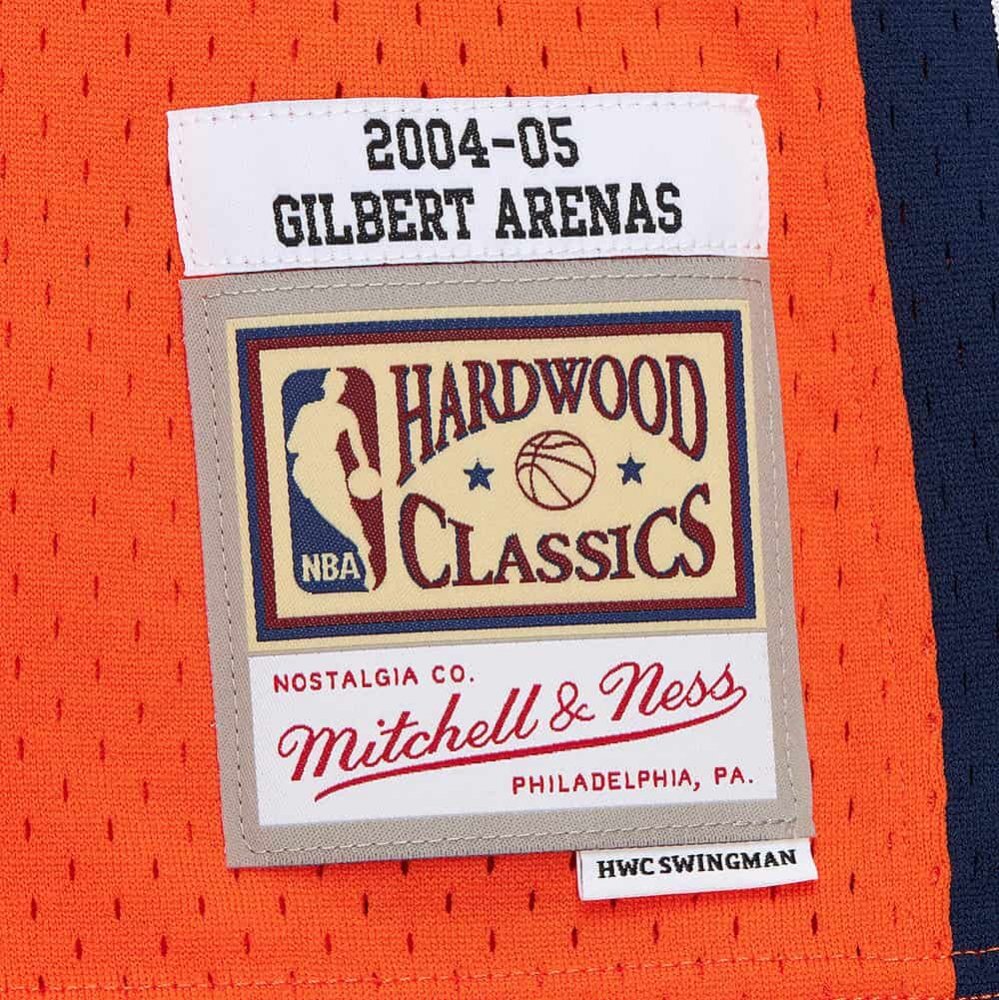 2004-05
GILBERT ARENAS
HARDWOOD
CLASSICS
NBA
NOSTALGIA CO.
Mitchell & Ness
PHILADELPHIA, PA.
HWC SWINGMAN